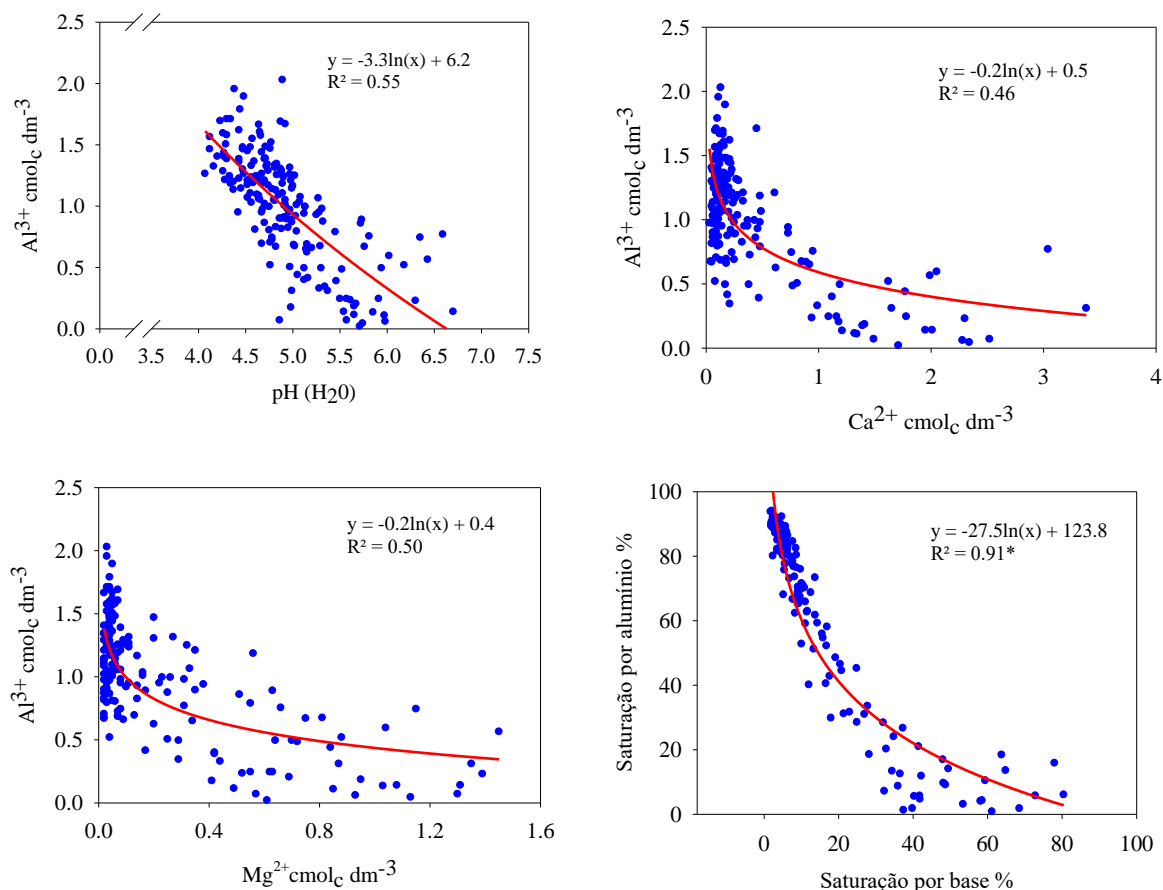 2.5
2.0
1.5
1.0
0.5
0.0
Al3+ cmolc dm-3
y = -3.3ln(x) + 6.2
R² = 0.55
0.0 3.5 4.5 5.0 5.5 6.0 6.5 7.0 7.5
pH (H20)
2.5
2.0
1.5
1.0
0.5
0.0
Al3+ cmolc dm-3
y = -0.2ln(x) + 0.5
R² = 0.46
0 1 2 3 4
Ca2+ cmolc dm-3
2.5
2.0
1.5
1.0
0.5
0.0
Al3+ cmolc dm-3
y = -0.2ln(x) + 0.4
R² = 0.50
0.0 0.4 0.8 1.2 1.6
Mg2+cmolc dm-3
100
80
60
40
20
0
Saturação por alumínio %
y = -27.5ln(x) + 123.8
R² = 0.91*
0 20 40 60 80 100
Saturação por base %